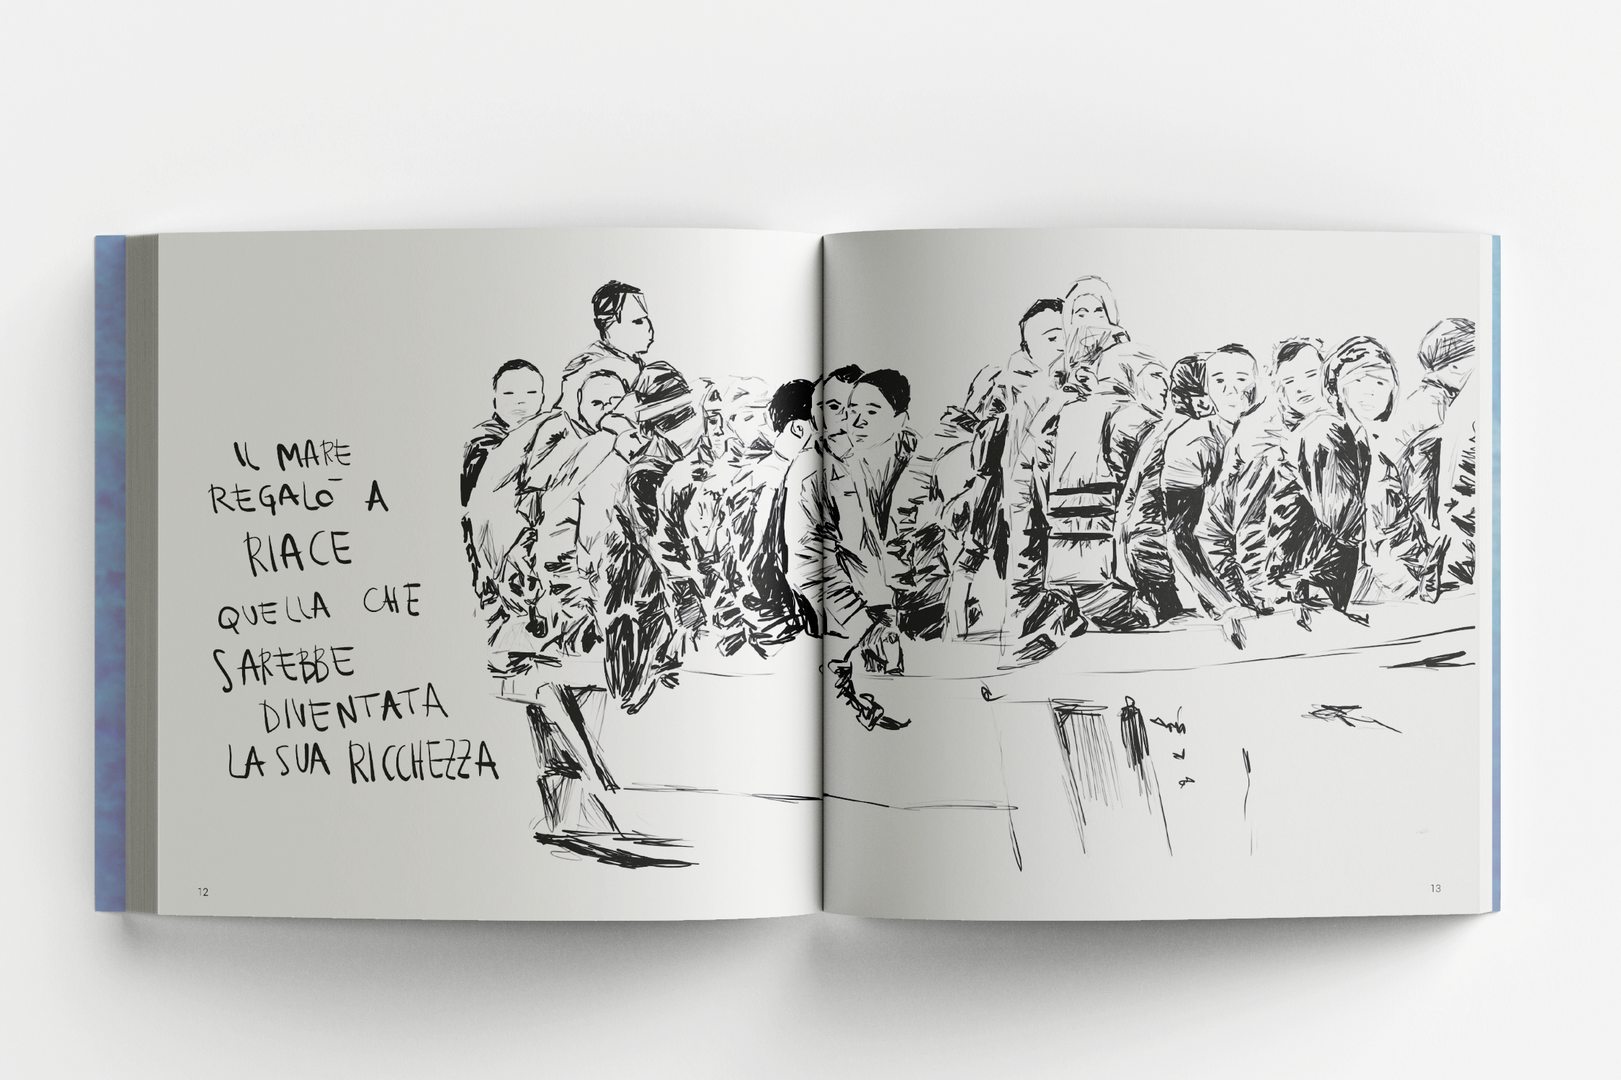 IL MARE
REGALÒ A
RIACE
QUELLA CHE
SAREBBE
DIVENTATA
LA SUA RICCHEZZA
12
13